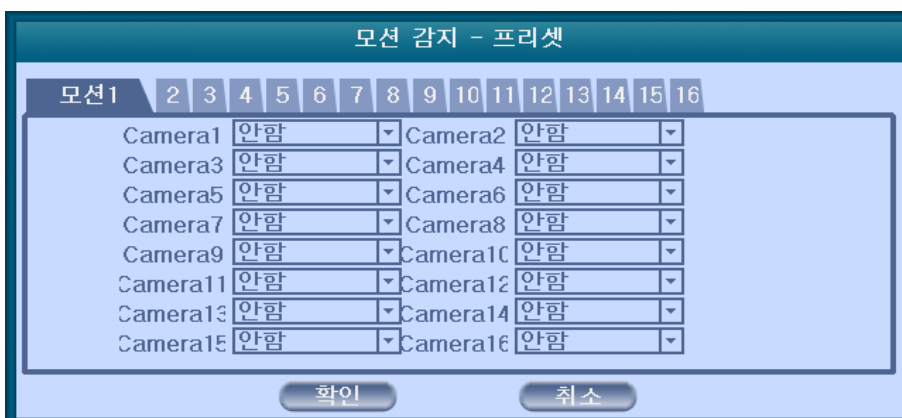 모션 감지 - 프리셋
모션1 2 3 4 5 6 7 8 9 10 11 12 13 14 15 16
Camera1 안함 Camera2 안함
Camera3 안함 Camera4 안함
Camera5 안함 Camera6 안함
Camera7 안함 Camera8 안함
Camera9 안함 Camera10 안함
Camera11 안함 Camera12 안함
Camera13 안함 Camera14 안함
Camera15 안함 Camera16 안함
확인 취소